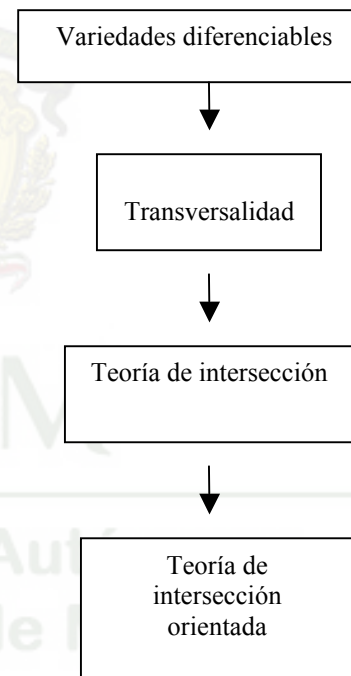 Variedades diferenciables
Transversalidad
Teoría de intersección
Teoría de
intersección
orientada